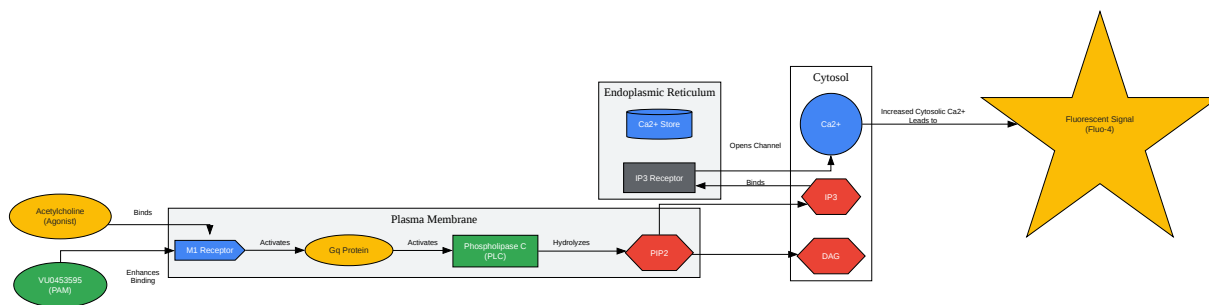 Endoplasmic Reticulum
Ca2+ Store
IP3 Receptor
Cytosol
Ca2+
IP3
DAG
Opens Channel
Binds
Increased Cytosolic Ca2+
Leads to
Fluorescent Signal
(Fluo-4)
Acetylcholine
(Agonist)
Binds
VU0453595
(PAM)
Enhances
Binding
Plasma Membrane
M1 Receptor
Activates
Gq Protein
Activates
Phospholipase C
(PLC)
Hydrolyzes
PIP2